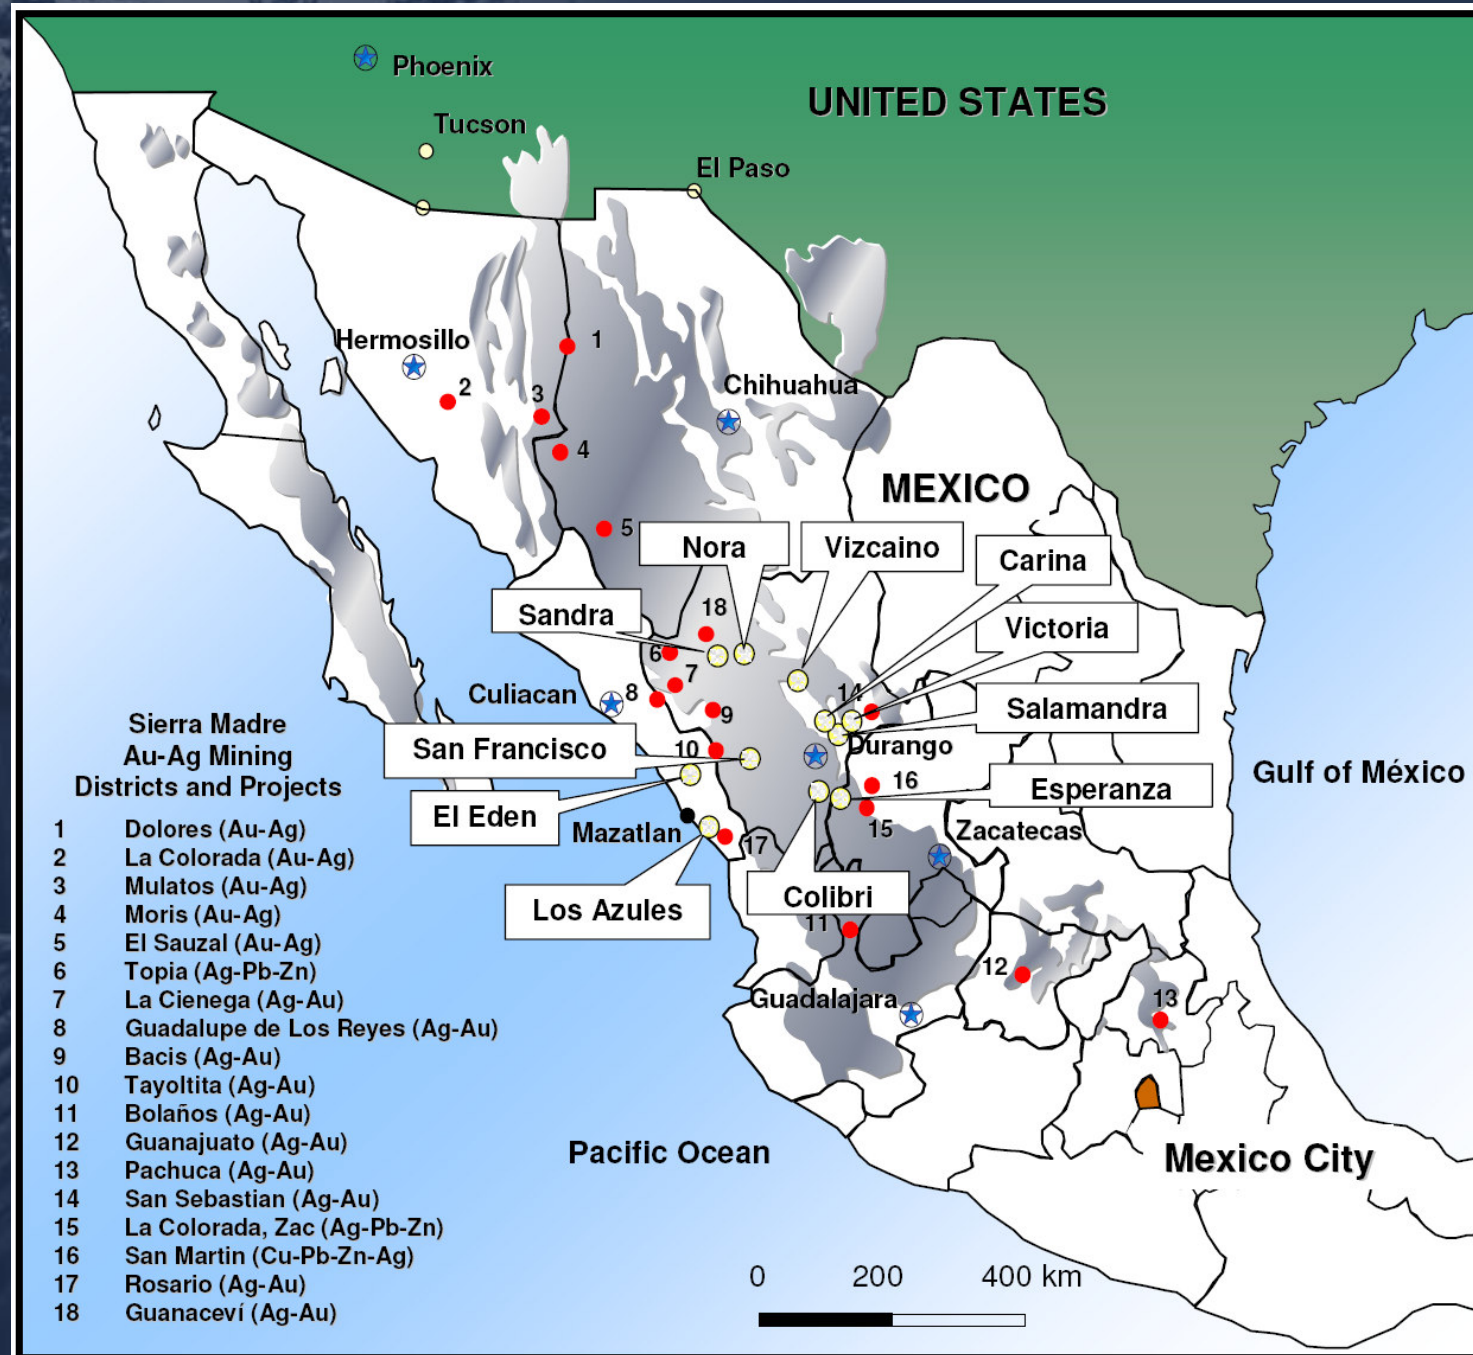 Phoenix
UNITED STATES
Tucson
El Paso
Hermosillo
1
2
3
Chihuahua
4
MEXICO
5
Nora
Vizcaino
Carina
Sandra
18
Victoria
6
7
Culiacan
8
14
Salamandra
9
San Francisco
10
Durango
Gulf of México
16
Esperanza
El Eden
15
Mazatlan
17
Zacatecas
Los Azules
Colibri
11
12
Guadalajara
13
Pacific Ocean
Mexico City
Sierra Madre
Au-Ag Mining
Districts and Projects
1 Dolores (Au-Ag)
2 La Colorada (Au-Ag)
3 Mulatos (Au-Ag)
4 Moris (Au-Ag)
5 El Sauzal (Au-Ag)
6 Topia (Ag-Pb-Zn)
7 La Cienega (Ag-Au)
8 Guadalupe de Los Reyes (Ag-Au)
9 Bacis (Ag-Au)
10 Tayoltita (Ag-Au)
11 Bolaños (Ag-Au)
12 Guanajuato (Ag-Au)
13 Pachuca (Ag-Au)
14 San Sebastian (Ag-Au)
15 La Colorada, Zac (Ag-Pb-Zn)
16 San Martin (Cu-Pb-Zn-Ag)
17 Rosario (Ag-Au)
18 Guanaceví (Ag-Au)
0 200 400 km